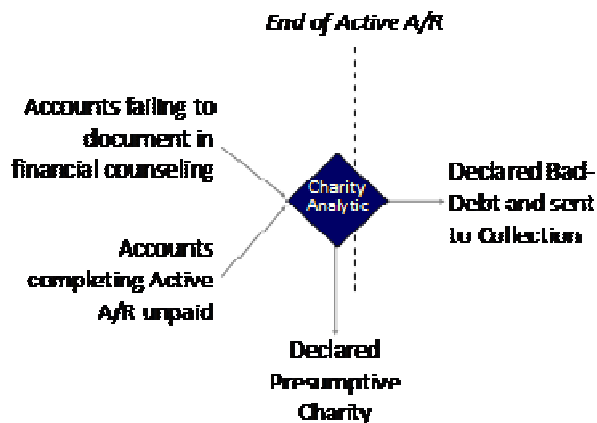 End of Active A/R
Accounts failing to
document in
financial counseling
Charity
Analytic
Declared Bad-
Debt and sent
to Collection
Accounts
completing Active
A/R unpaid
Declared
Presumptive
Charity